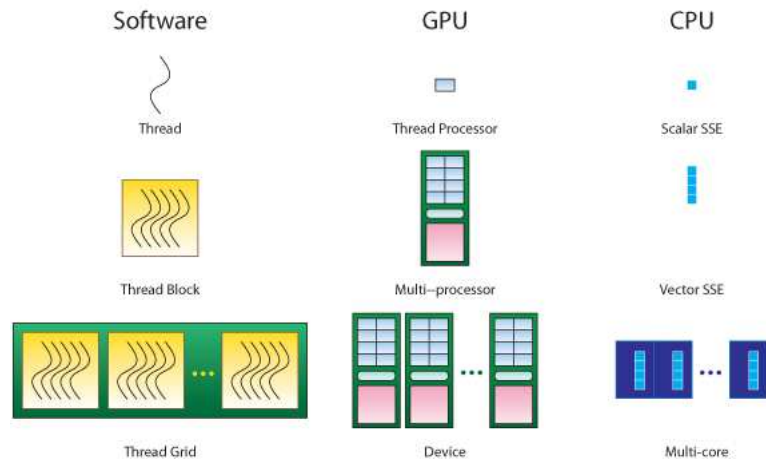 Software GPU CPU
Thread Thread Processor Scalar SSE
Thread Block Multi--processor Vector SSE
Thread Grid Device Multi-core